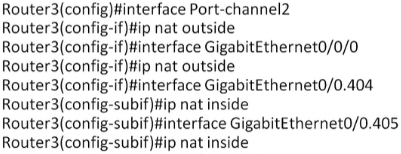 Router3(config)#interface Port-channel2
Router3(config-if)#ip nat outside
Router3(config-if)#interface GigabitEthernet0/0/0
Router3(config-if)#ip nat outside
Router3(config-if)#interface GigabitEthernet0/0.404
Router3(config-subif)#ip nat inside
Router3(config-subif)#interface GigabitEthernet0/0.405
Router3(config-subif)#ip nat inside